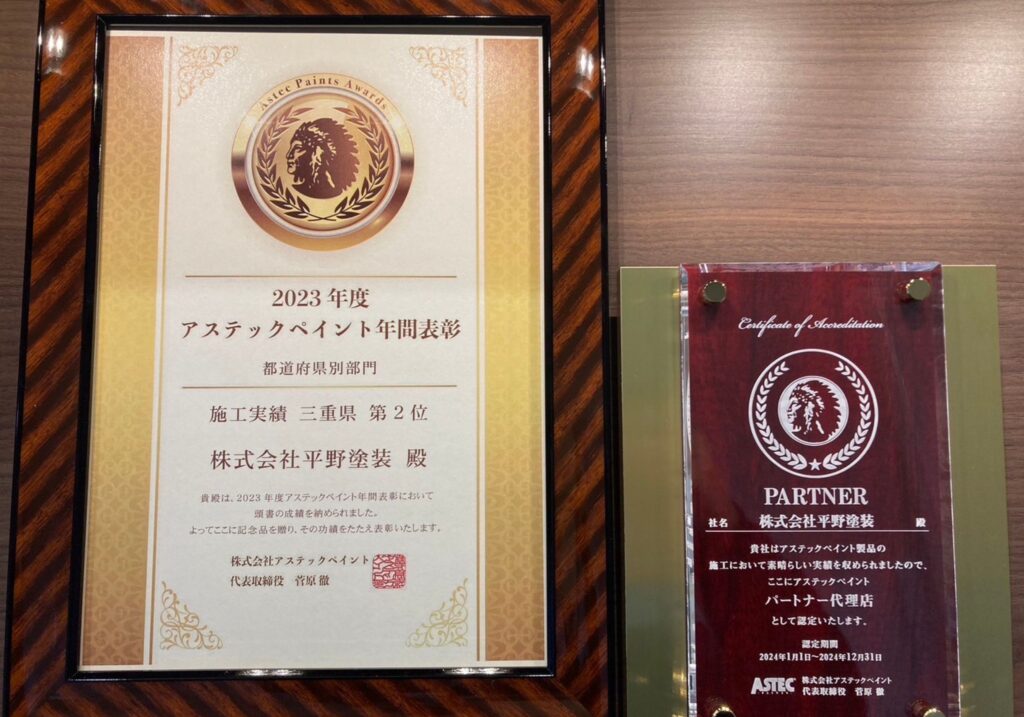 Astec Paints Awards
2023年度
アステックペイント年間表彰
都道府県別部門
施工実績 三重県 第2位
株式会社平野塗装 殿
貴殿は、2023年度アステックペイント年間表彰において
頭書の成績を納められました。
よってここに記念品を贈り、その功績をたたえ表彰いたします。
株式会社アステックペイント
代表取締役 菅原 徹
Certificate of Accreditation
PARTNER
社名 株式会社平野塗装 殿
貴社はアステックペイント製品の
施工において素晴らしい実績を収められましたので、
ここにアステックペイント
パートナー代理店
として認定いたします。
認定期間
2024年1月1日〜2024年12月31日
ASTEC
株式会社アステックペイント
代表取締役 菅原 徹